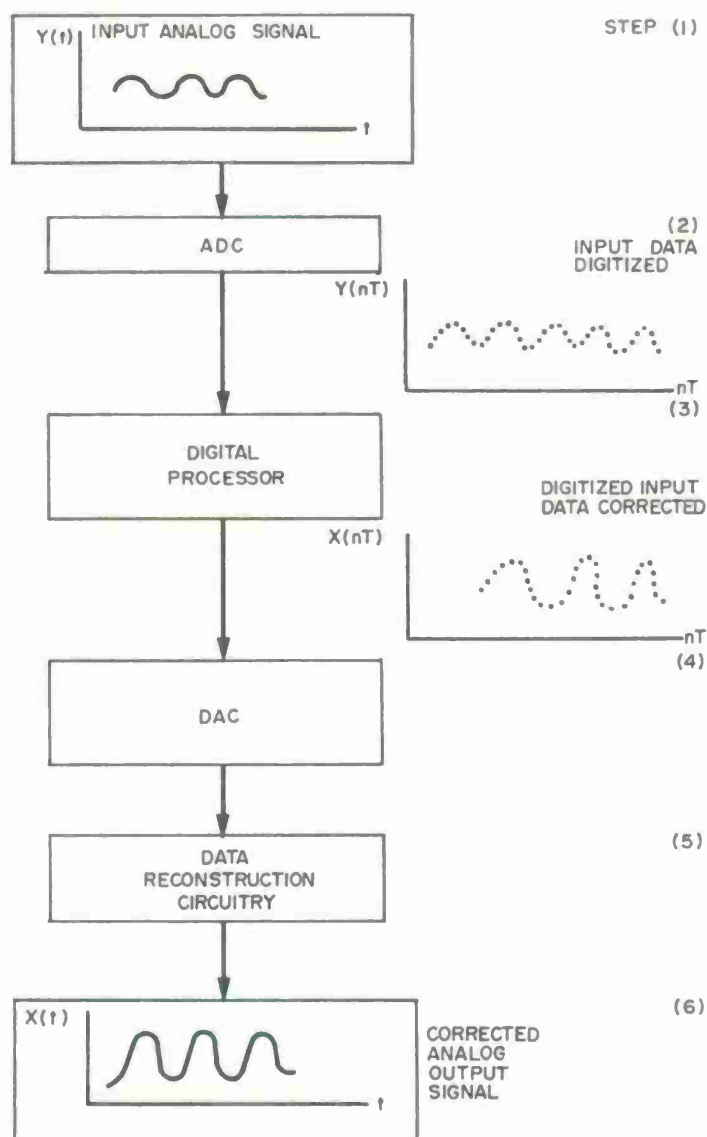 Y(t) INPUT ANALOG SIGNAL
STEP (1)
t
ADC
(2)
INPUT DATA
DIGITIZED
Y(nT)
nT
(3)
DIGITAL
PROCESSOR
DIGITIZED INPUT
DATA CORRECTED
X(nT)
nT
(4)
DAC
DATA
RECONSTRUCTION
CIRCUITRY
(5)
X(t)
(6)
CORRECTED
ANALOG
OUTPUT
SIGNAL
t